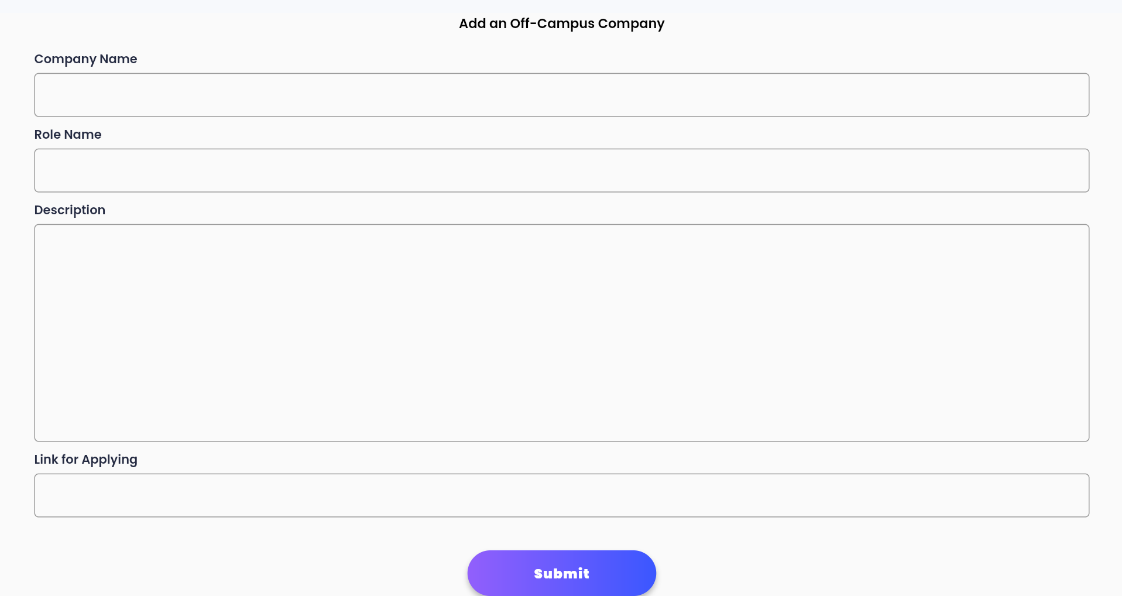 Add an Off-Campus Company
Company Name
Role Name
Description
Link for Applying
Submit